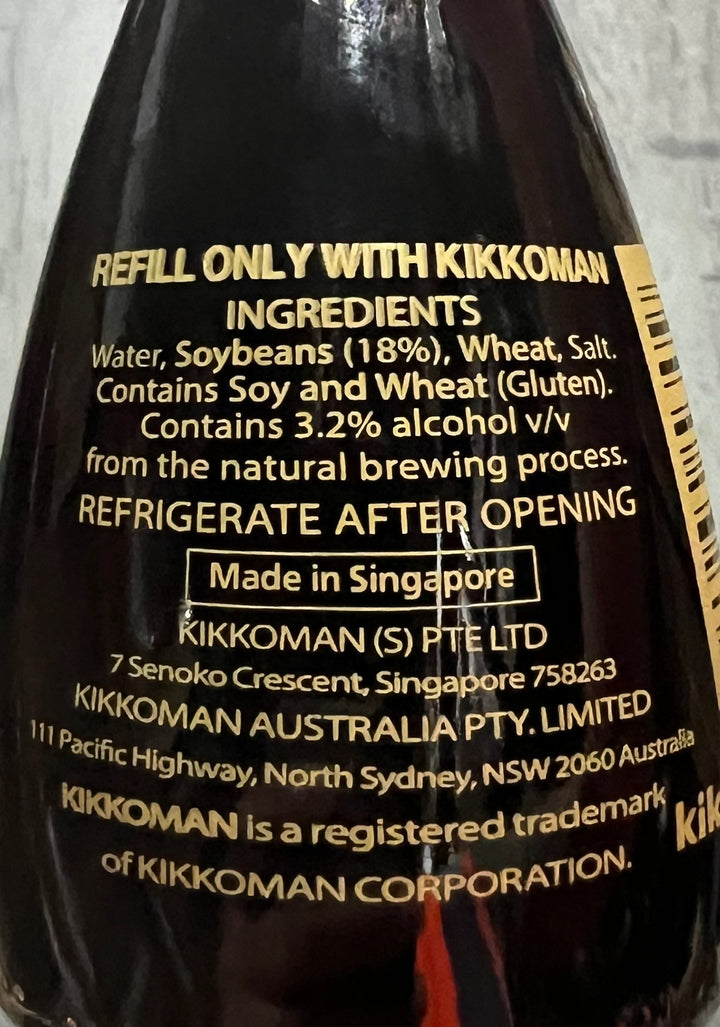 REFILL ONLY WITH KIKKOMAN
INGREDIENTS
Water, Soybeans (18%), Wheat, Salt.
Contains Soy and Wheat (Gluten).
Contains 3.2% alcohol v/v
from the natural brewing process.
REFRIGERATE AFTER OPENING
Made in Singapore
KIKKOMAN (S) PTE LTD
7 Senoko Crescent, Singapore 758263
KIKKOMAN AUSTRALIA PTY. LIMITED
111 Pacific Highway, North Sydney, NSW 2060 Australia
KIKKOMAN is a registered trademark
of KIKKOMAN CORPORATION.